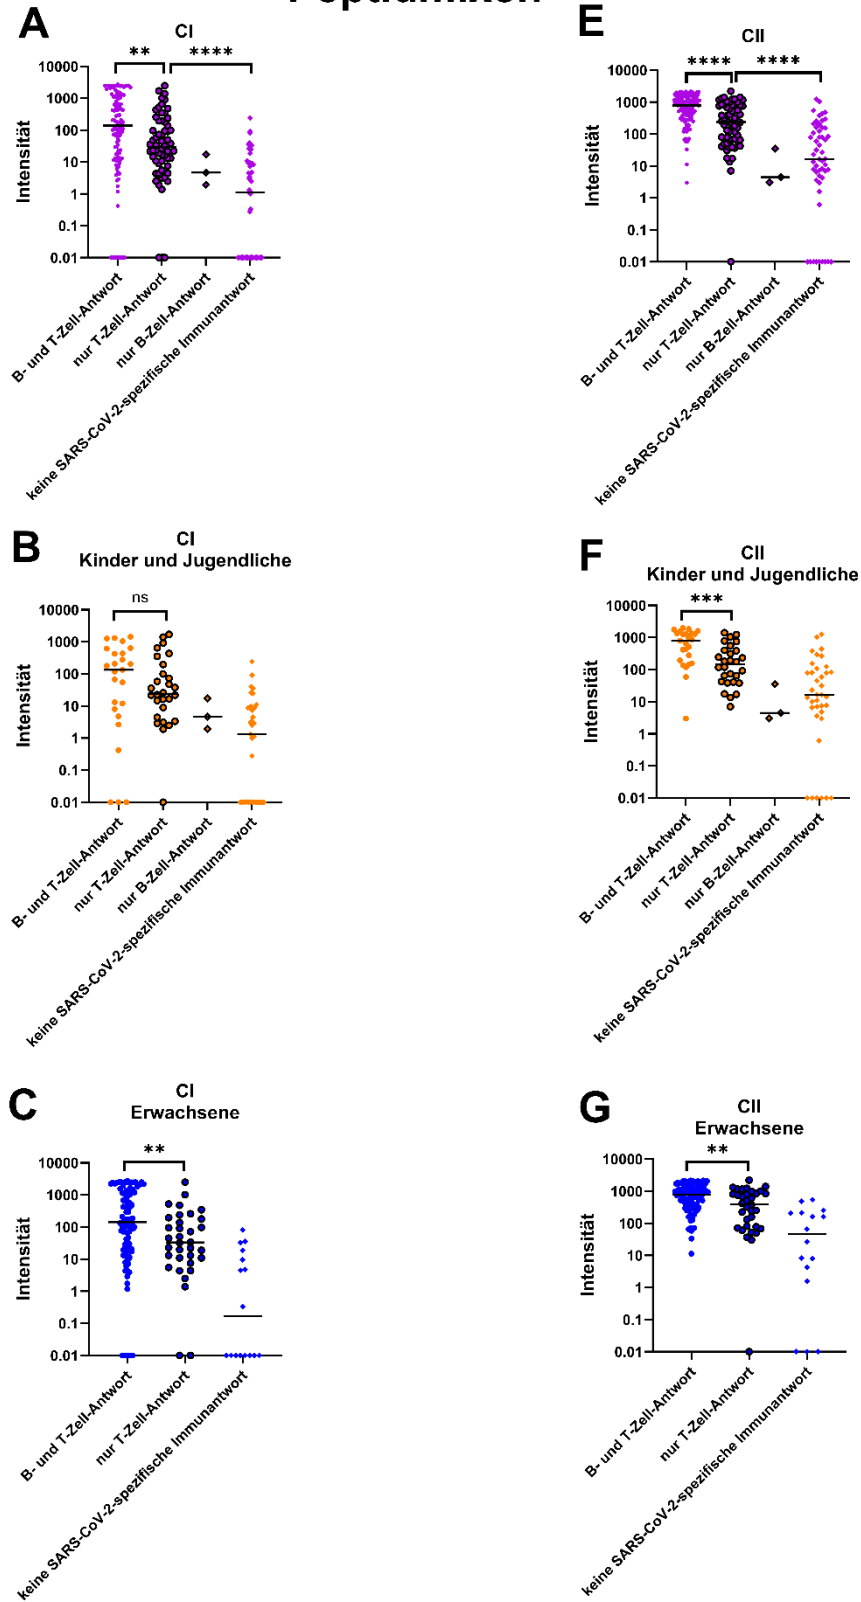 A
CI
** ****
10000
1000
100
10
1
0.1
0.01
Intensität
B- und T-Zell-Antwort
nur T-Zell-Antwort
nur B-Zell-Antwort
keine SARS-CoV-2-spezifische Immunantwort
E
CII
**** ****
10000
1000
100
10
1
0.1
0.01
Intensität
B- und T-Zell-Antwort
nur T-Zell-Antwort
nur B-Zell-Antwort
keine SARS-CoV-2-spezifische Immunantwort
B
CI
Kinder und Jugendliche
ns
10000
1000
100
10
1
0.1
0.01
Intensität
B- und T-Zell-Antwort
nur T-Zell-Antwort
nur B-Zell-Antwort
keine SARS-CoV-2-spezifische Immunantwort
F
CII
Kinder und Jugendliche
***
10000
1000
100
10
1
0.1
0.01
Intensität
B- und T-Zell-Antwort
nur T-Zell-Antwort
nur B-Zell-Antwort
keine SARS-CoV-2-spezifische Immunantwort
C
CI
Erwachsene
**
10000
1000
100
10
1
0.1
0.01
Intensität
B- und T-Zell-Antwort
nur T-Zell-Antwort
keine SARS-CoV-2-spezifische Immunantwort
G
CII
Erwachsene
**
10000
1000
100
10
1
0.1
0.01
Intensität
B- und T-Zell-Antwort
nur T-Zell-Antwort
keine SARS-CoV-2-spezifische Immunantwort